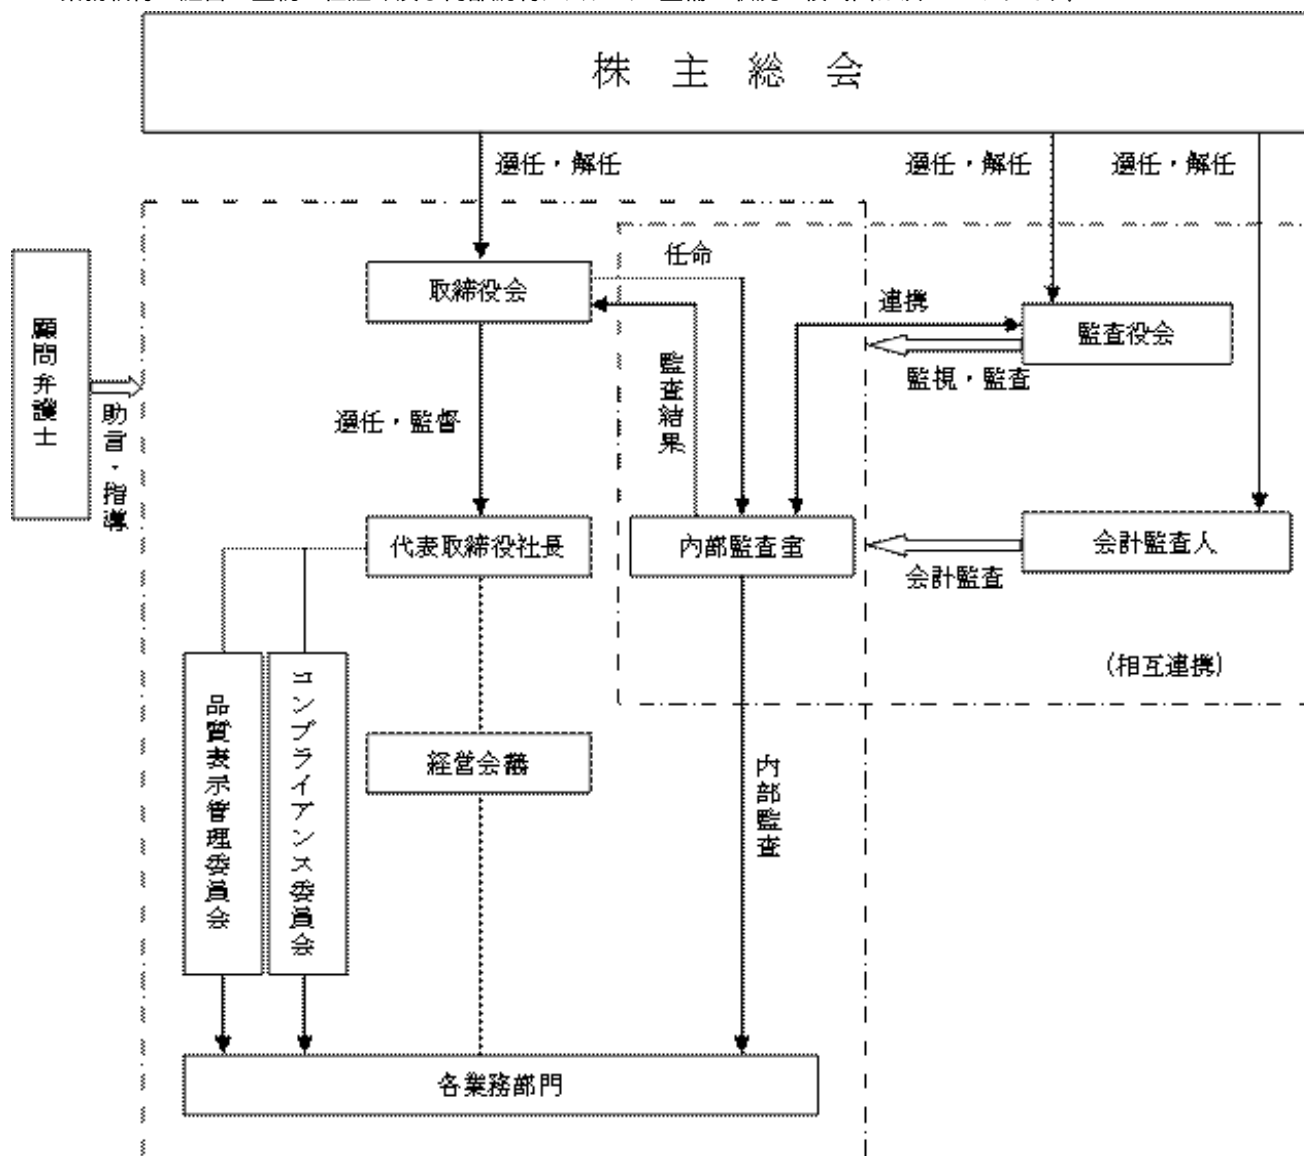 株主総会
選任・解任
選任・解任
選任・解任
任命
取締役会
連携
監査役会
顧問弁護士
監査結果
監視・監査
助言・指導
選任・監督
代表取締役社長
内部監査室
会計監査人
会計監査
(相互連携)
品質表示管理委員会
コンプライアンス委員会
経営会議
内部監査
各業務部門